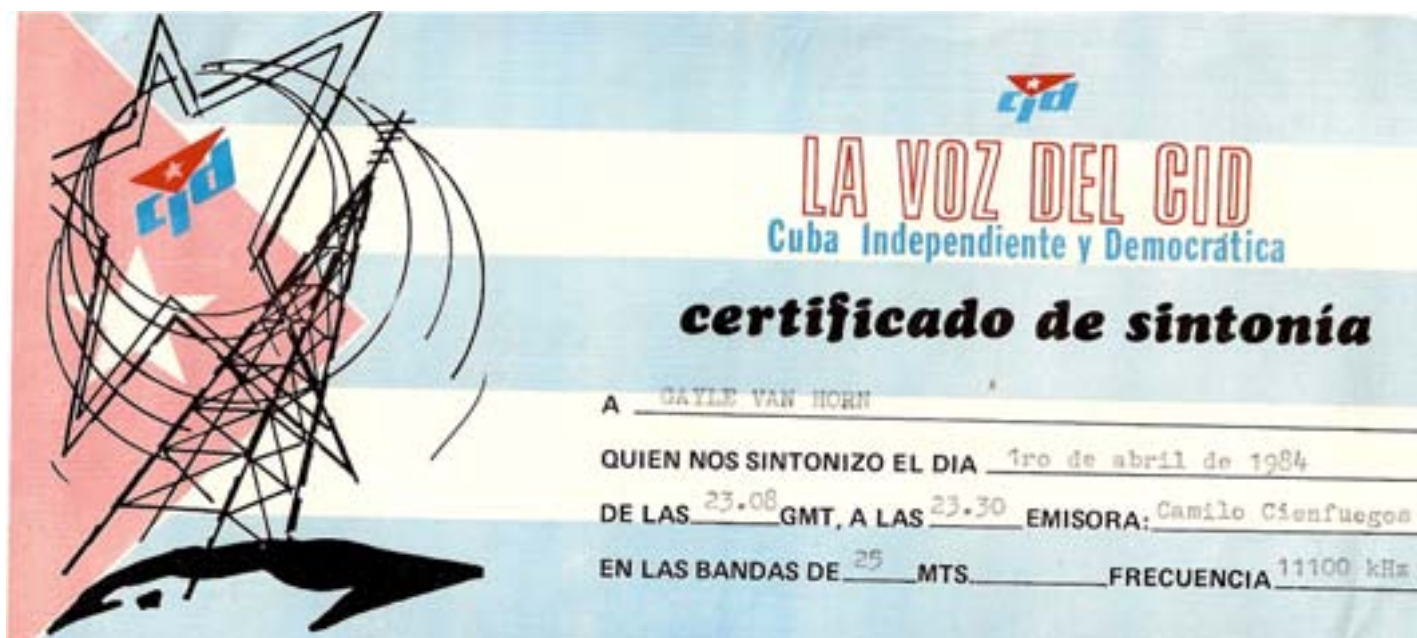 cid
cid
LA VOZ DEL CID
Cuba Independiente y Democrática
certificado de sintonía
A GAYLE VAN HORN
QUIEN NOS SINTONIZO EL DIA 1ro de abril de 1984
DE LAS 23.08 GMT, A LAS 23.30 EMISORA: Camilo Cienfuegos
EN LAS BANDAS DE 25 MTS. FRECUENCIA 11100 kHz